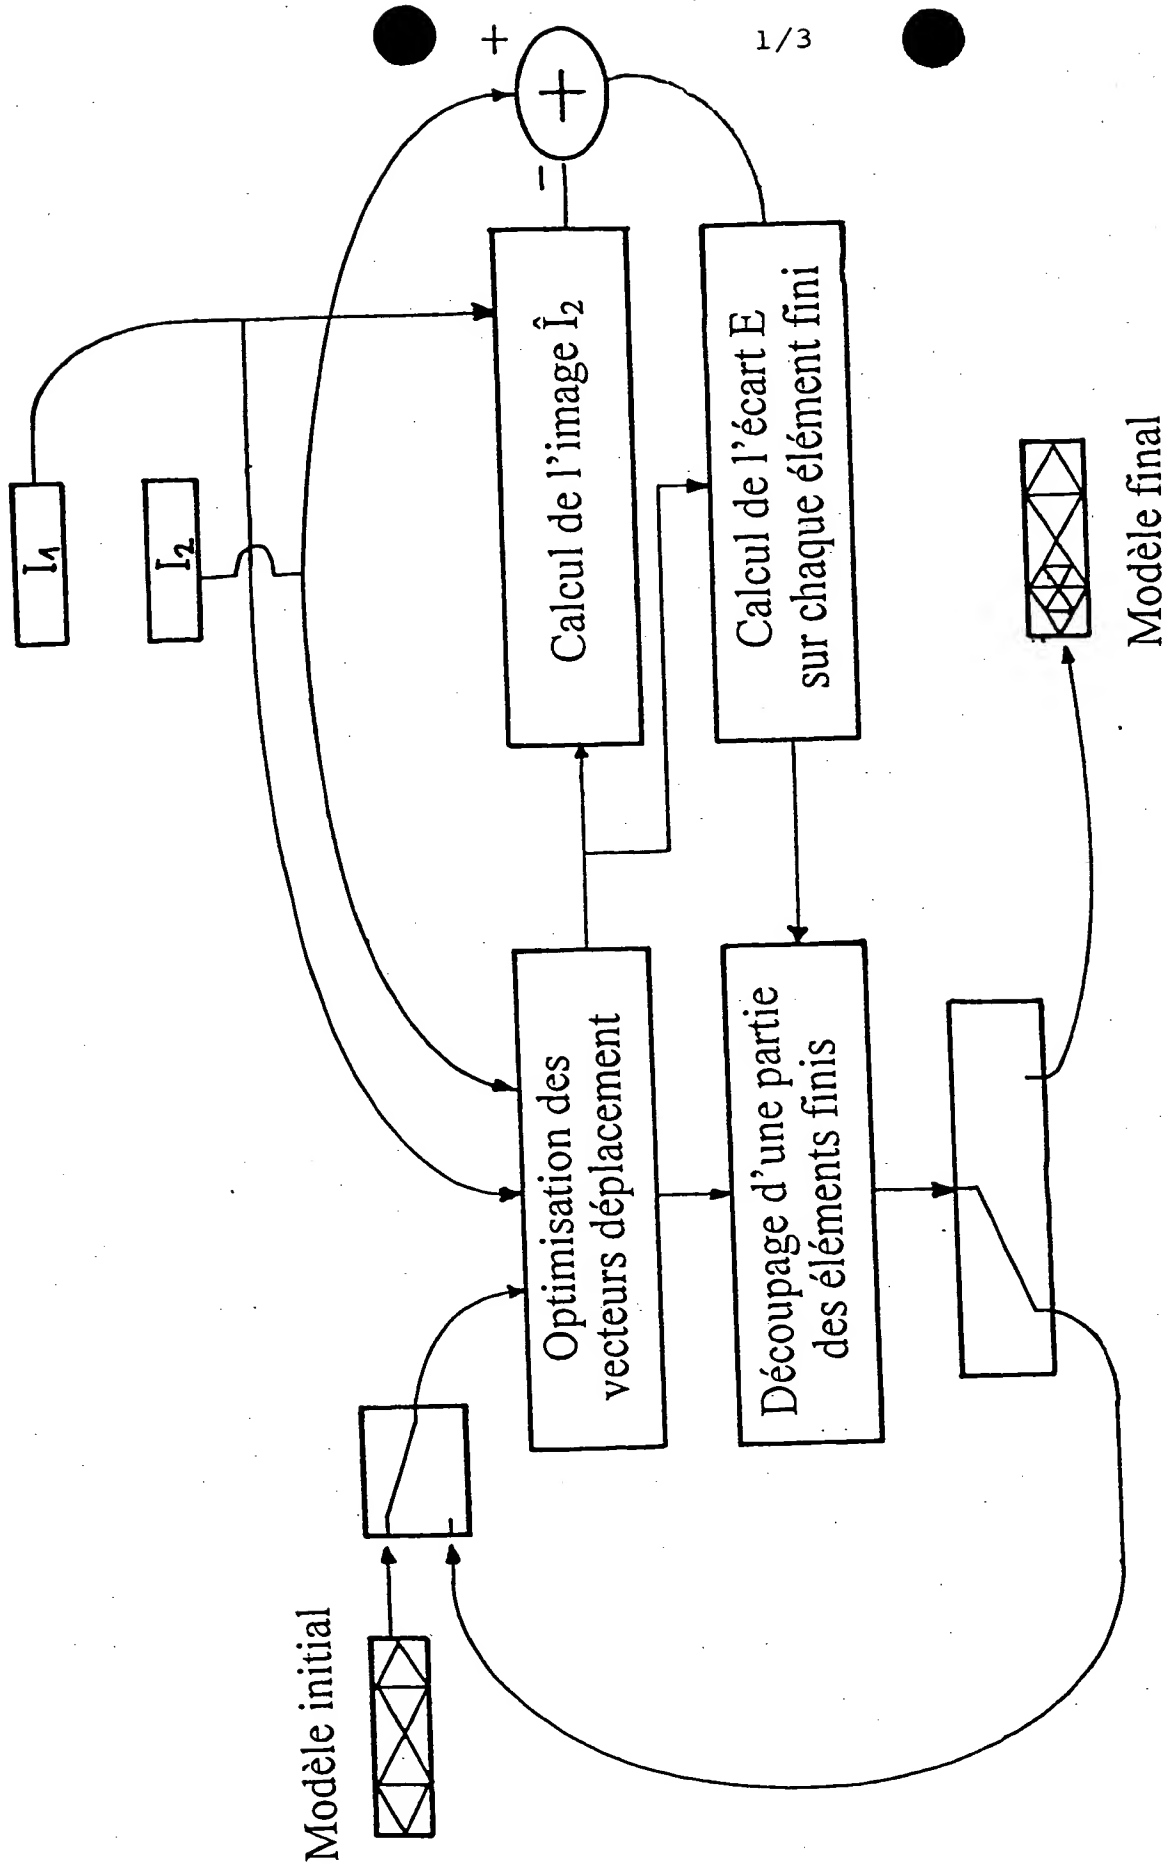 1/3
I1
I2
Modèle initial
Optimisation des
vecteurs déplacement
Calcul de l'image Î2
+
-
+
Découpage d'une partie
des éléments finis
Calcul de l'écart E
sur chaque élément fini
Modèle final